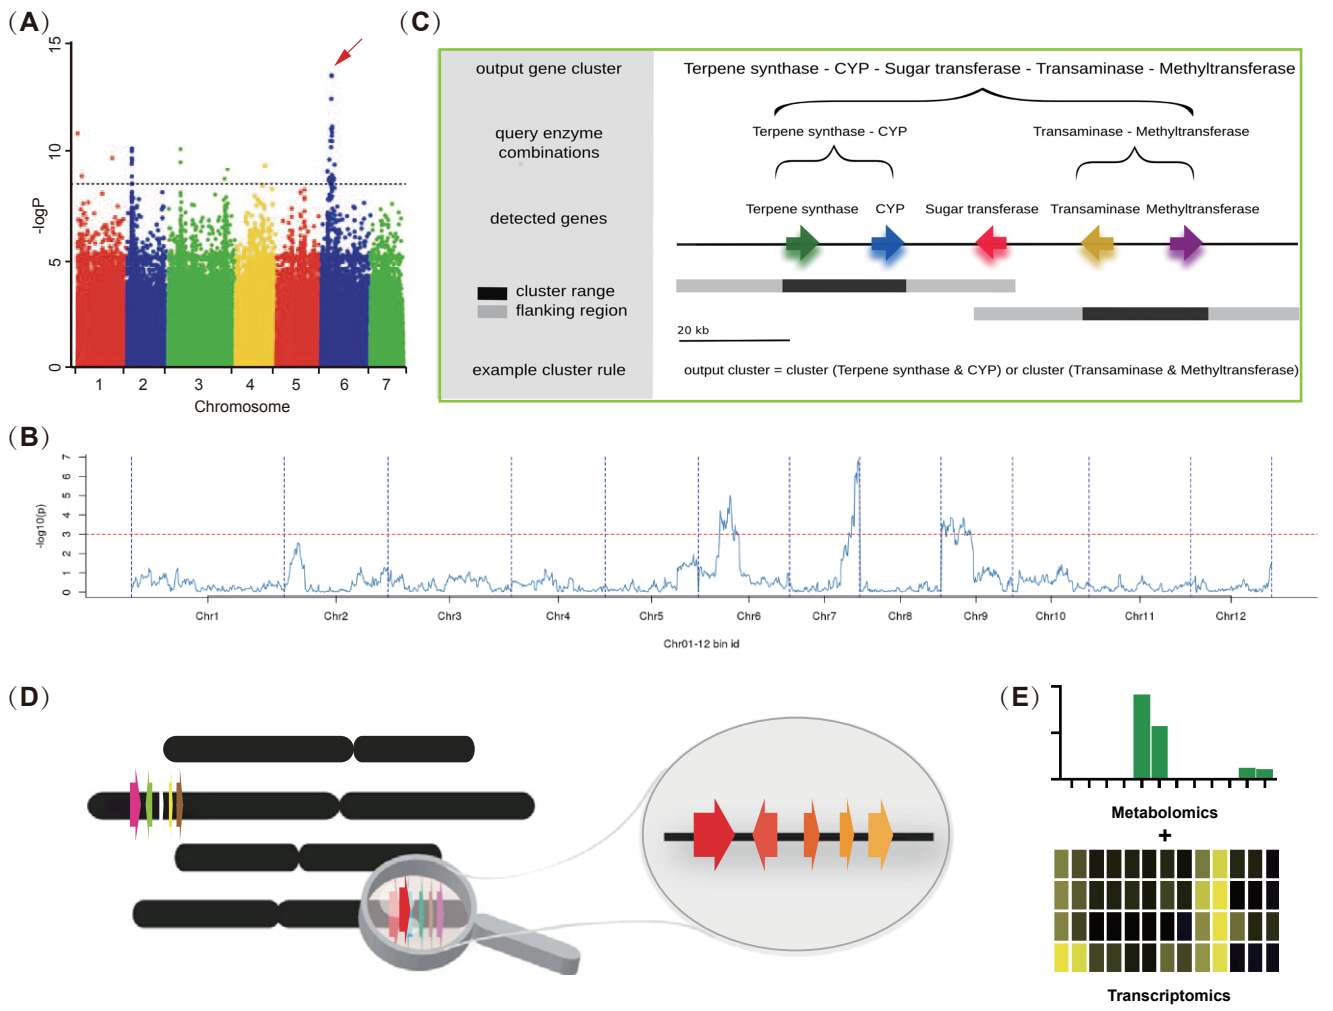 (A)
15
10
5
0
-logP
1 2 3 4 5 6 7
Chromosome
(C)
output gene cluster
Terpene synthase - CYP - Sugar transferase - Transaminase - Methyltransferase
query enzyme
combinations
Terpene synthase - CYP
Transaminase - Methyltransferase
detected genes
Terpene synthase CYP Sugar transferase Transaminase Methyltransferase
cluster range
flanking region
20 kb
example cluster rule
output cluster = cluster (Terpene synthase & CYP) or cluster (Transaminase & Methyltransferase)
(B)
7
6
5
4
3
2
1
0
-log10(p)
Chr1 Chr2 Chr3 Chr4 Chr5 Chr6 Chr7 Chr8 Chr9 Chr10 Chr11 Chr12
Chr01-12 bin id
(D)
(E)
Metabolomics
+
Transcriptomics